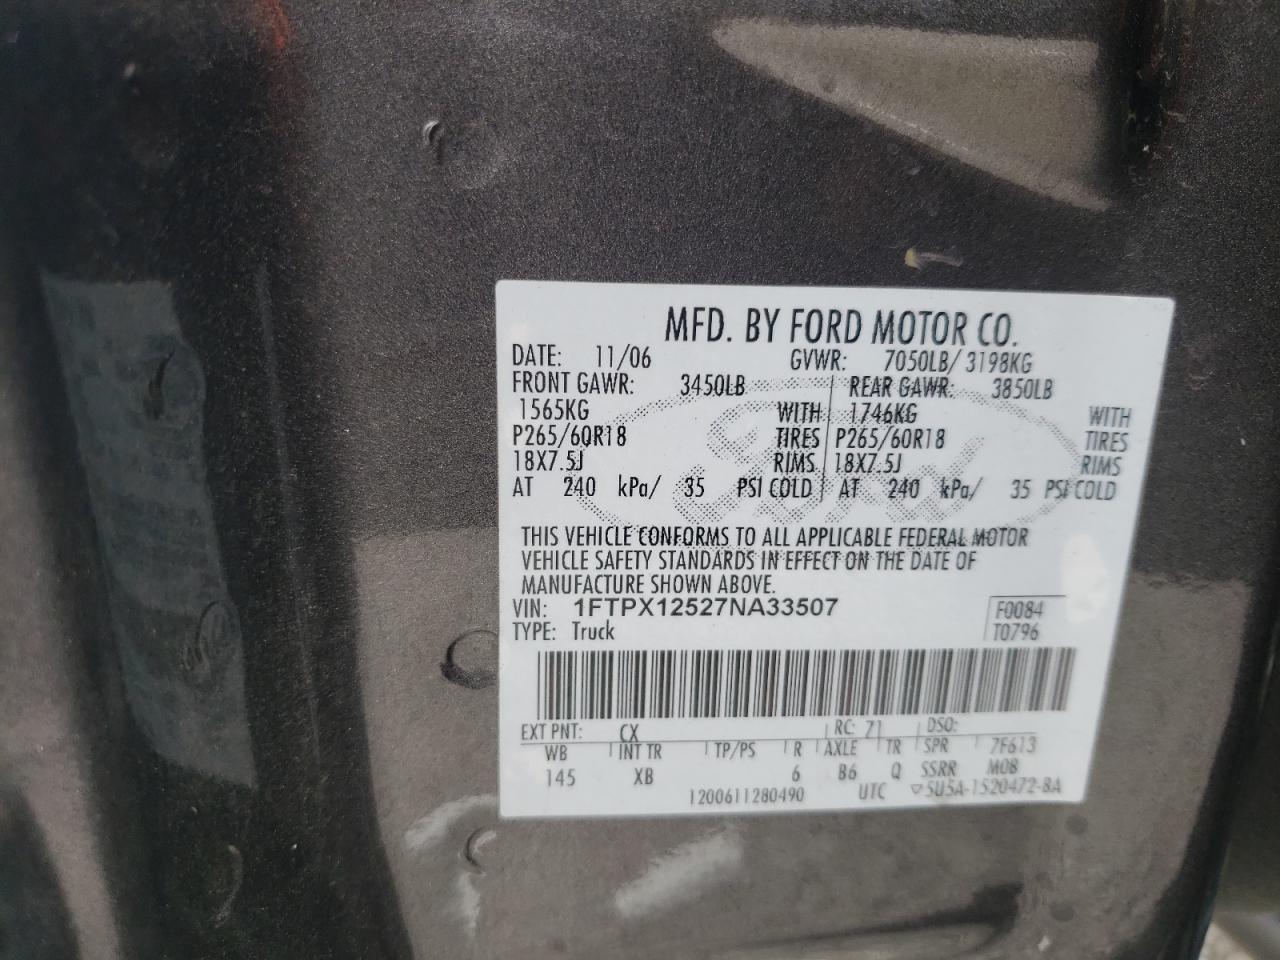 MFD. BY FORD MOTOR CO.
DATE: 11/06 GVWR: 7050LB/ 3198KG
FRONT GAWR: 3450LB REAR GAWR: 3850LB
1565KG WITH 1746KG WITH
P265/60R18 TIRES P265/60R18 TIRES
18X7.5J RIMS 18X7.5J RIMS
AT 240 kPa/ 35 PSI COLD AT 240 kPa/ 35 PSI COLD
THIS VEHICLE CONFORMS TO ALL APPLICABLE FEDERAL MOTOR
VEHICLE SAFETY STANDARDS IN EFFECT ON THE DATE OF
MANUFACTURE SHOWN ABOVE.
VIN: 1FTPX12527NA33507 F0084
TYPE: Truck T0796
EXT PNT: CX RC: 71 DSO:
WB INT TR TP/PS R AXLE TR SPR 7F613
145 XB 6 B6 Q SSRR M08
1200611280490 UTC ▽5U5A-1520472-BA